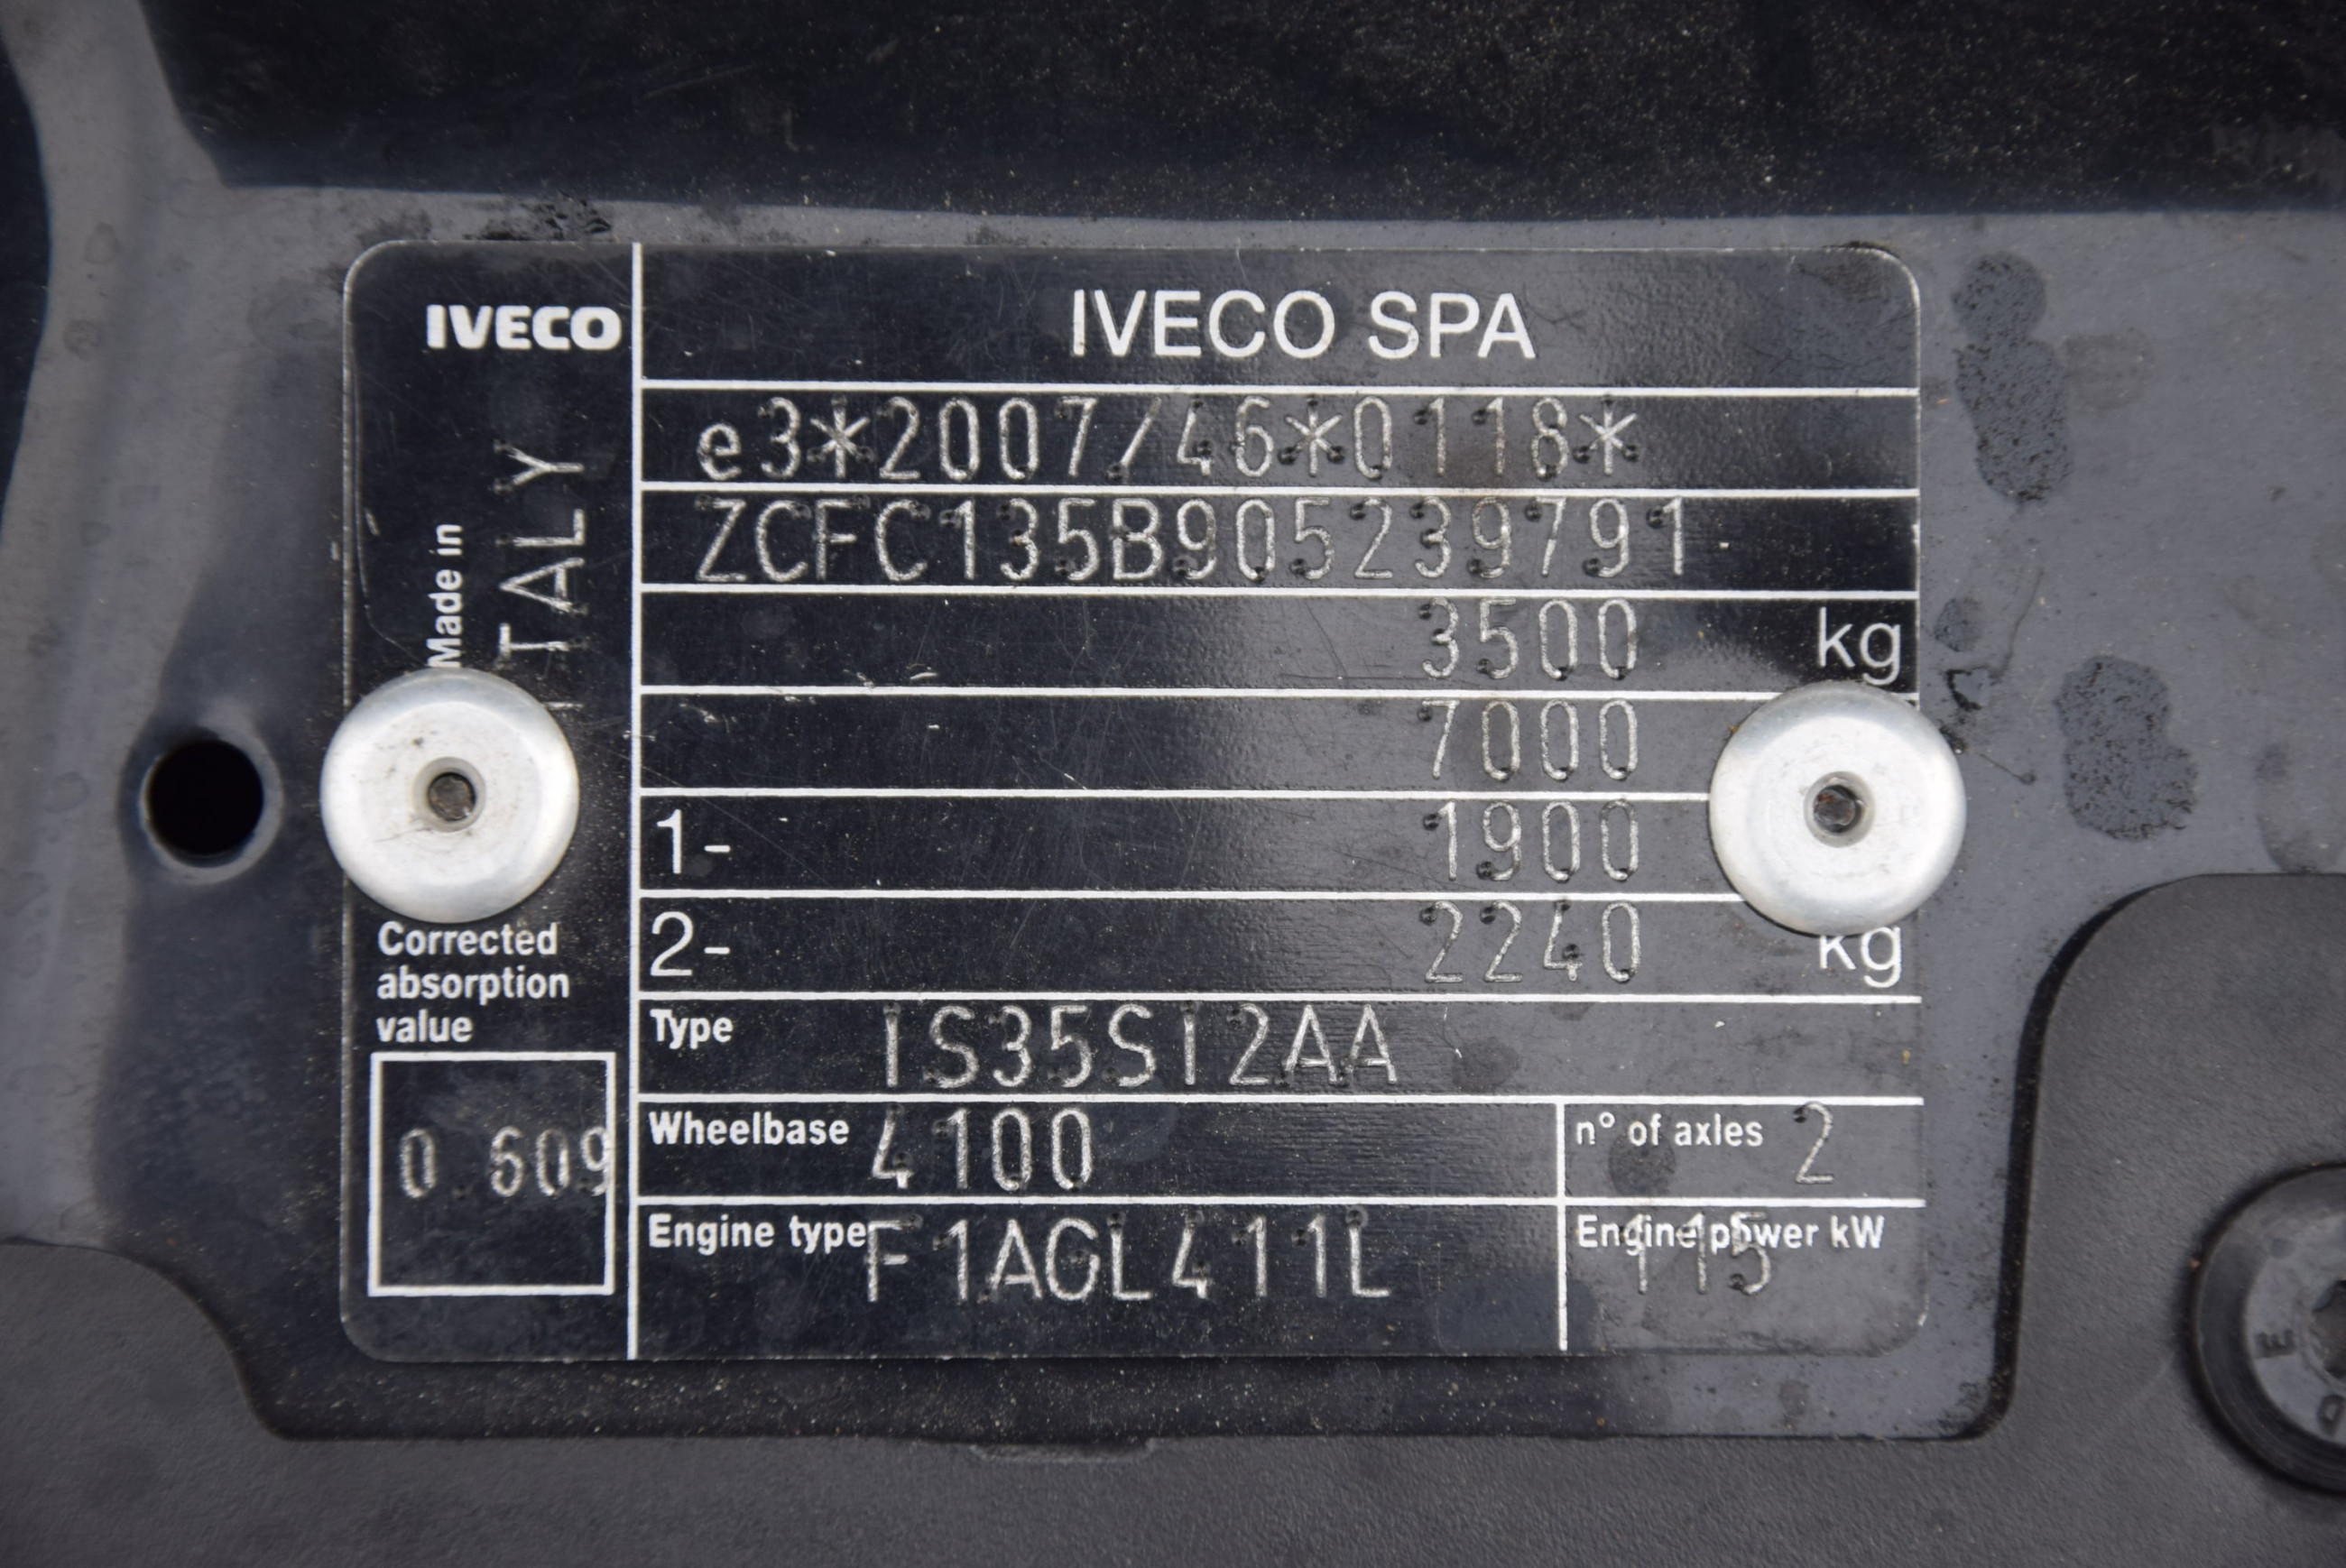 IVECO
IVECO SPA
Made in
ITALY
e3*2007/46*0118*
ZCFC135B905239791
3500 kg
7000
1- 1900
2- 2240 kg
Corrected
absorption
value
0.609
Type IS35SI2AA
Wheelbase 4100
n° of axles 2
Engine type F1AGL411L
Engine power kW 115
E
D